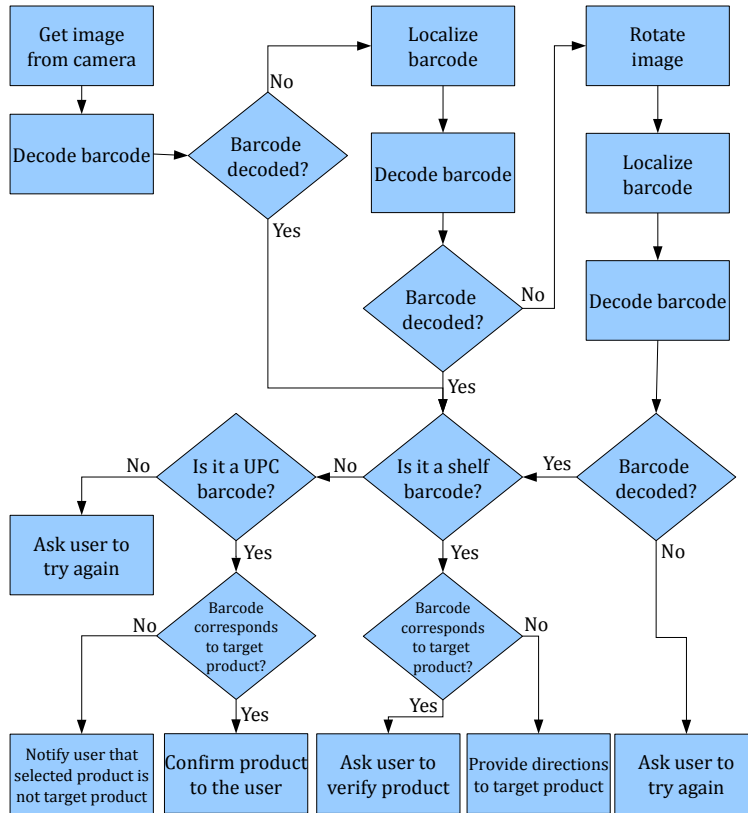 Get image
from camera
Decode barcode
Barcode
decoded?
No
Yes
Localize
barcode
Decode barcode
Barcode
decoded?
No
Yes
Rotate
image
Localize
barcode
Decode barcode
Barcode
decoded?
Yes
No
Is it a shelf
barcode?
No
Yes
Is it a UPC
barcode?
No
Yes
Ask user to
try again
Barcode
corresponds
to target
product?
No
Yes
Barcode
corresponds
to target
product?
Yes
No
Notify user that
selected product is
not target product
Confirm product
to the user
Ask user to
verify product
Provide directions
to target product
Ask user to
try again